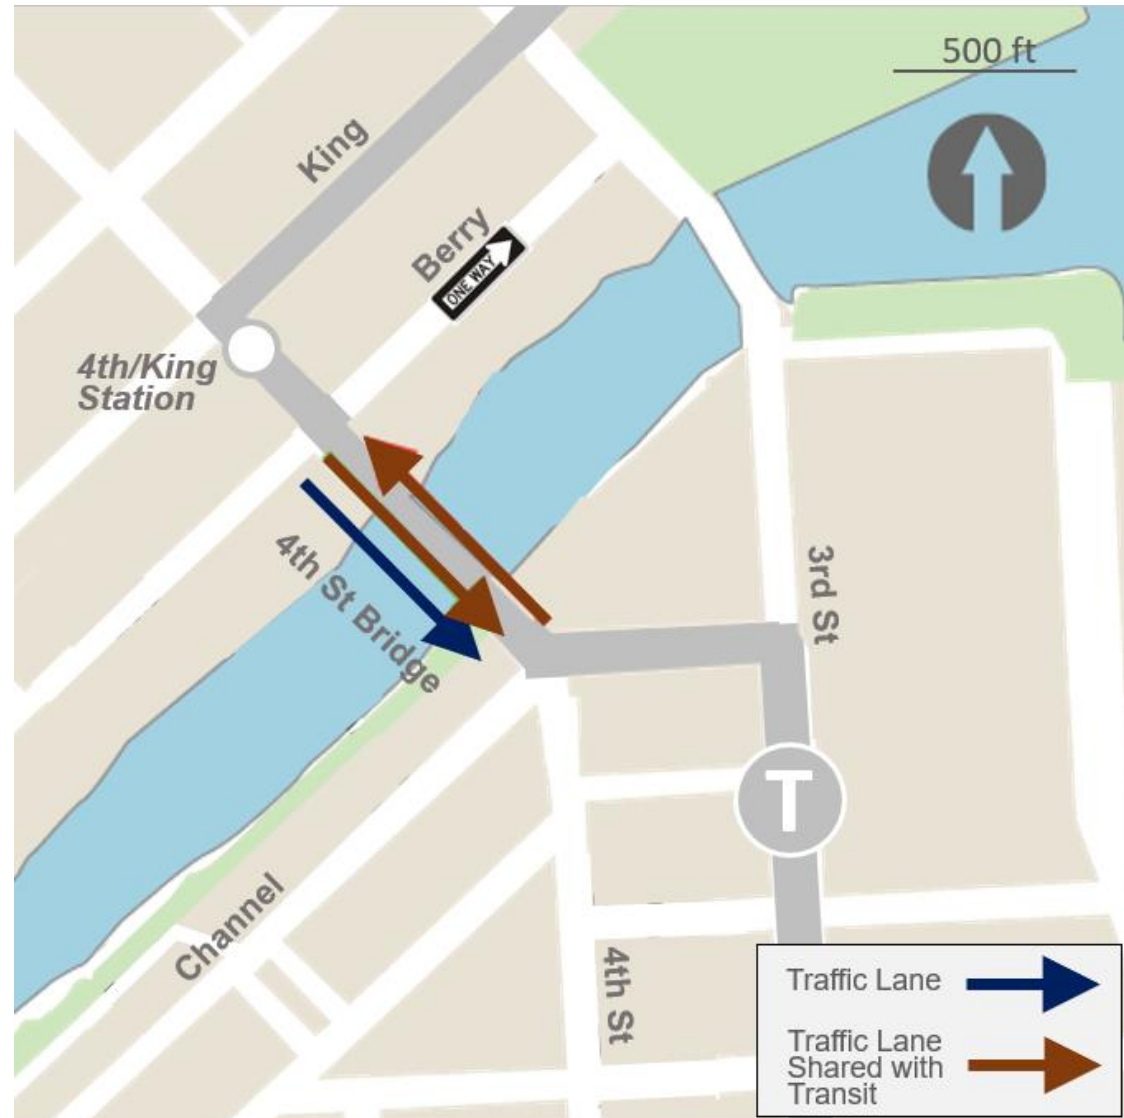 500 ft
King
Berry
ONE WAY
4th/King
Station
4th St Bridge
3rd St
T
Channel
4th St
Traffic Lane
Traffic Lane
Shared with
Transit